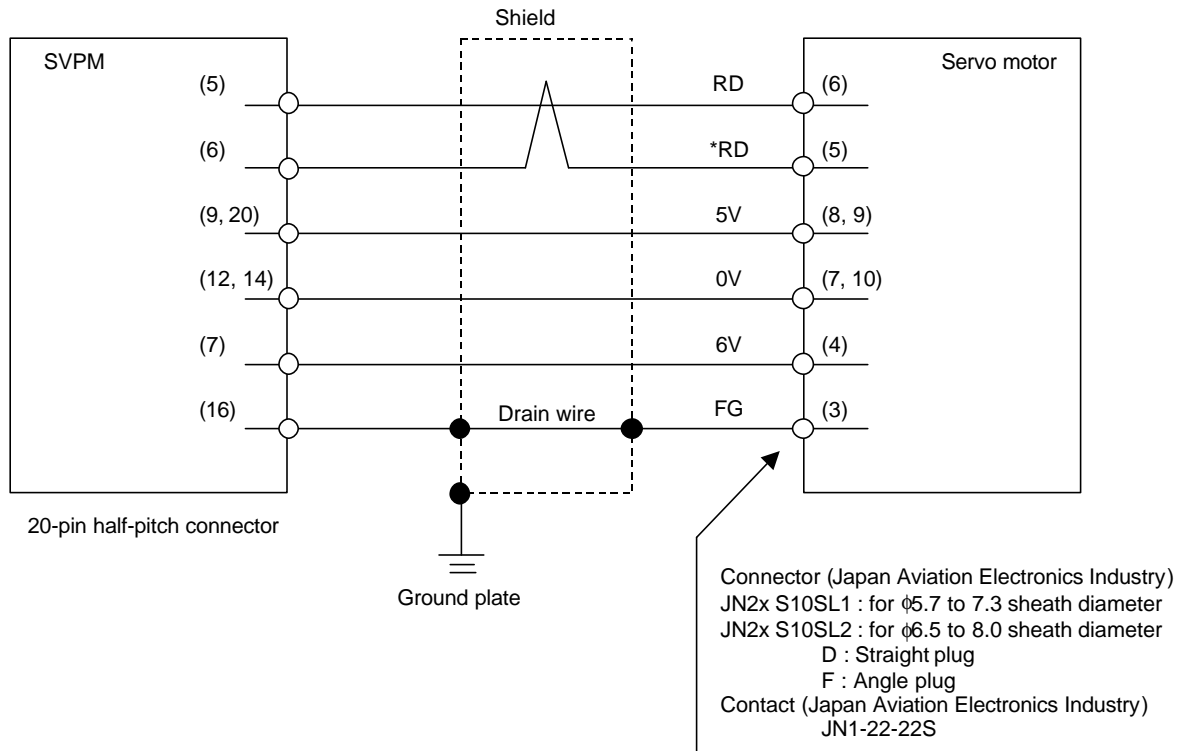 Shield
SVPM
Servo motor
(5) RD (6)
(6) *RD (5)
(9, 20) 5V (8, 9)
(12, 14) 0V (7, 10)
(7) 6V (4)
(16) Drain wire FG (3)
20-pin half-pitch connector
Ground plate
Connector (Japan Aviation Electronics Industry)
JN2x S10SL1 : for ϕ5.7 to 7.3 sheath diameter
JN2x S10SL2 : for ϕ6.5 to 8.0 sheath diameter
D : Straight plug
F : Angle plug
Contact (Japan Aviation Electronics Industry)
JN1-22-22S